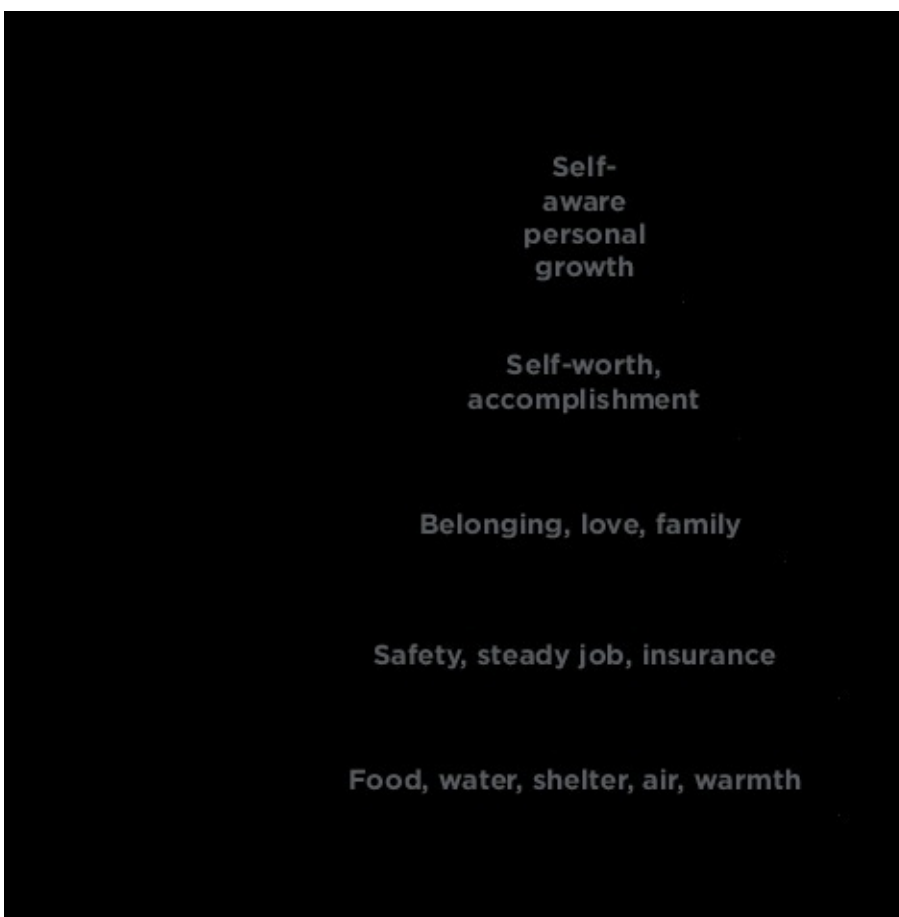 Self-
aware
personal
growth
Self-worth,
accomplishment
Belonging, love, family
Safety, steady job, insurance
Food, water, shelter, air, warmth